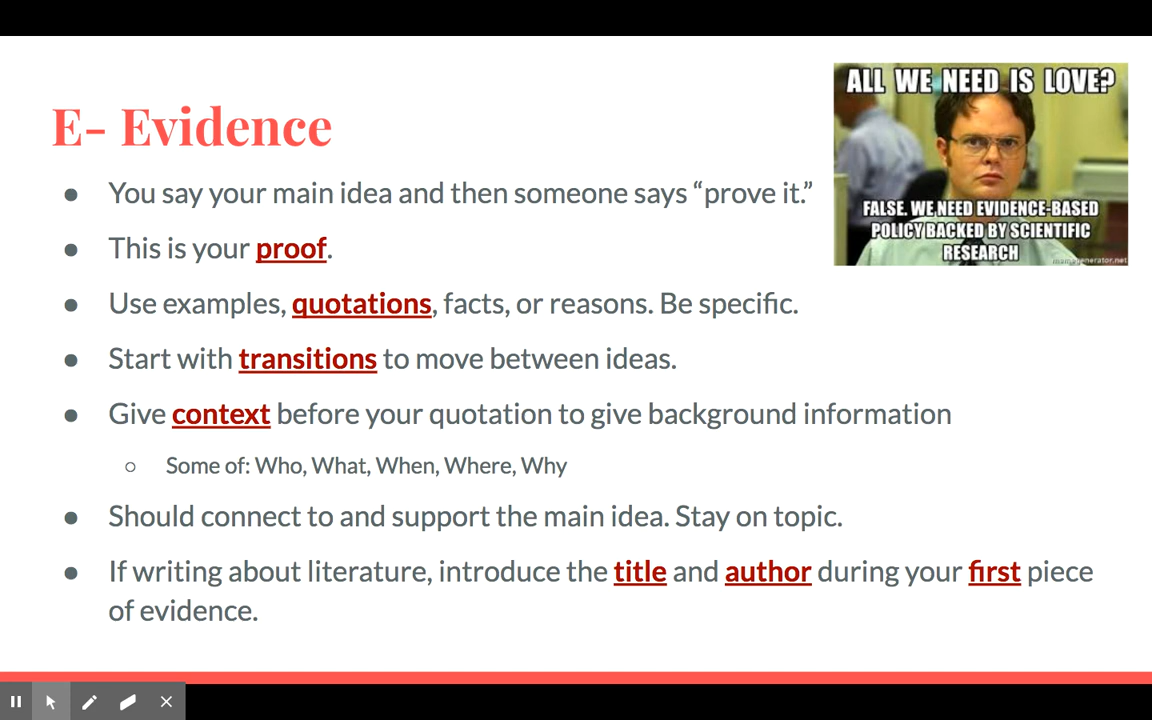 E- Evidence
● You say your main idea and then someone says “prove it.”
● This is your proof.
● Use examples, quotations, facts, or reasons. Be specific.
● Start with transitions to move between ideas.
● Give context before your quotation to give background information
○ Some of: Who, What, When, Where, Why
● Should connect to and support the main idea. Stay on topic.
● If writing about literature, introduce the title and author during your first piece
of evidence.
ALL WE NEED IS LOVE?
FALSE. WE NEED EVIDENCE-BASED
POLICY BACKED BY SCIENTIFIC
RESEARCH
memegenerator.net